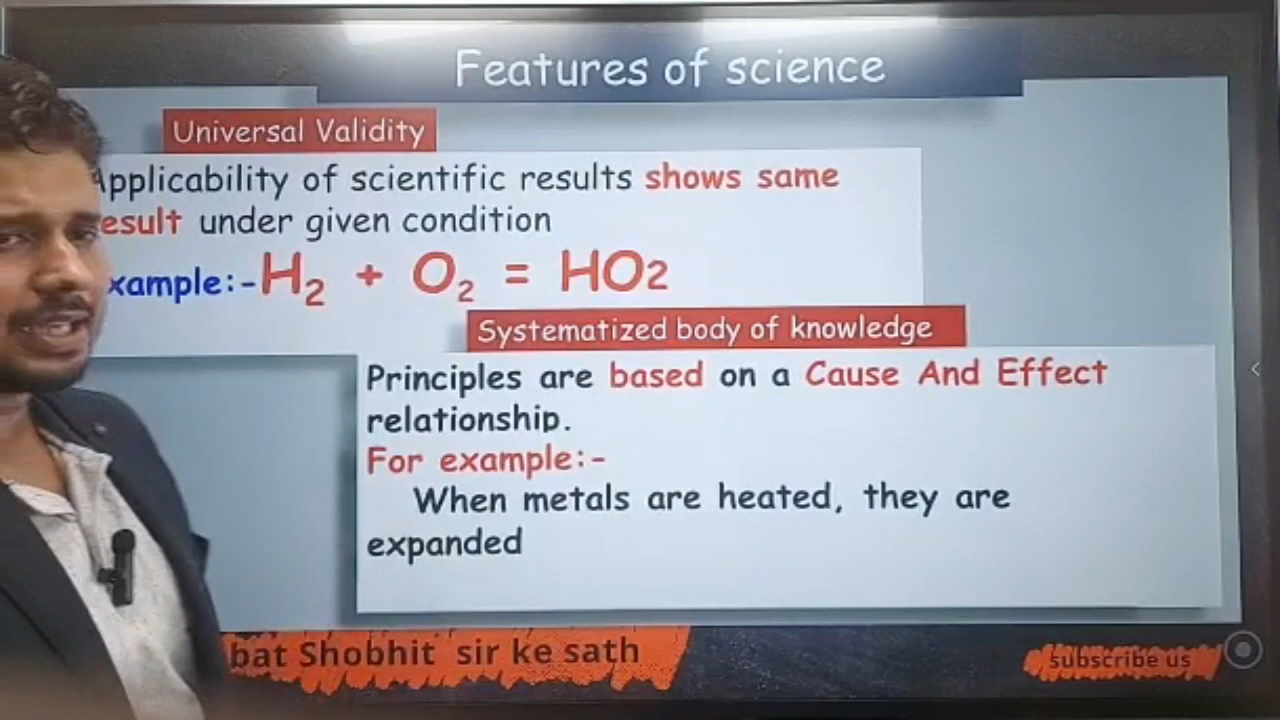 Features of science
Universal Validity
Applicability of scientific results shows same
esult under given condition
xample:-H₂ + O₂ = HO2
Systematized body of knowledge
Principles are based on a Cause And Effect
relationship.
For example:-
When metals are heated, they are
expanded
bat Shobhit sir ke sath
subscribe us